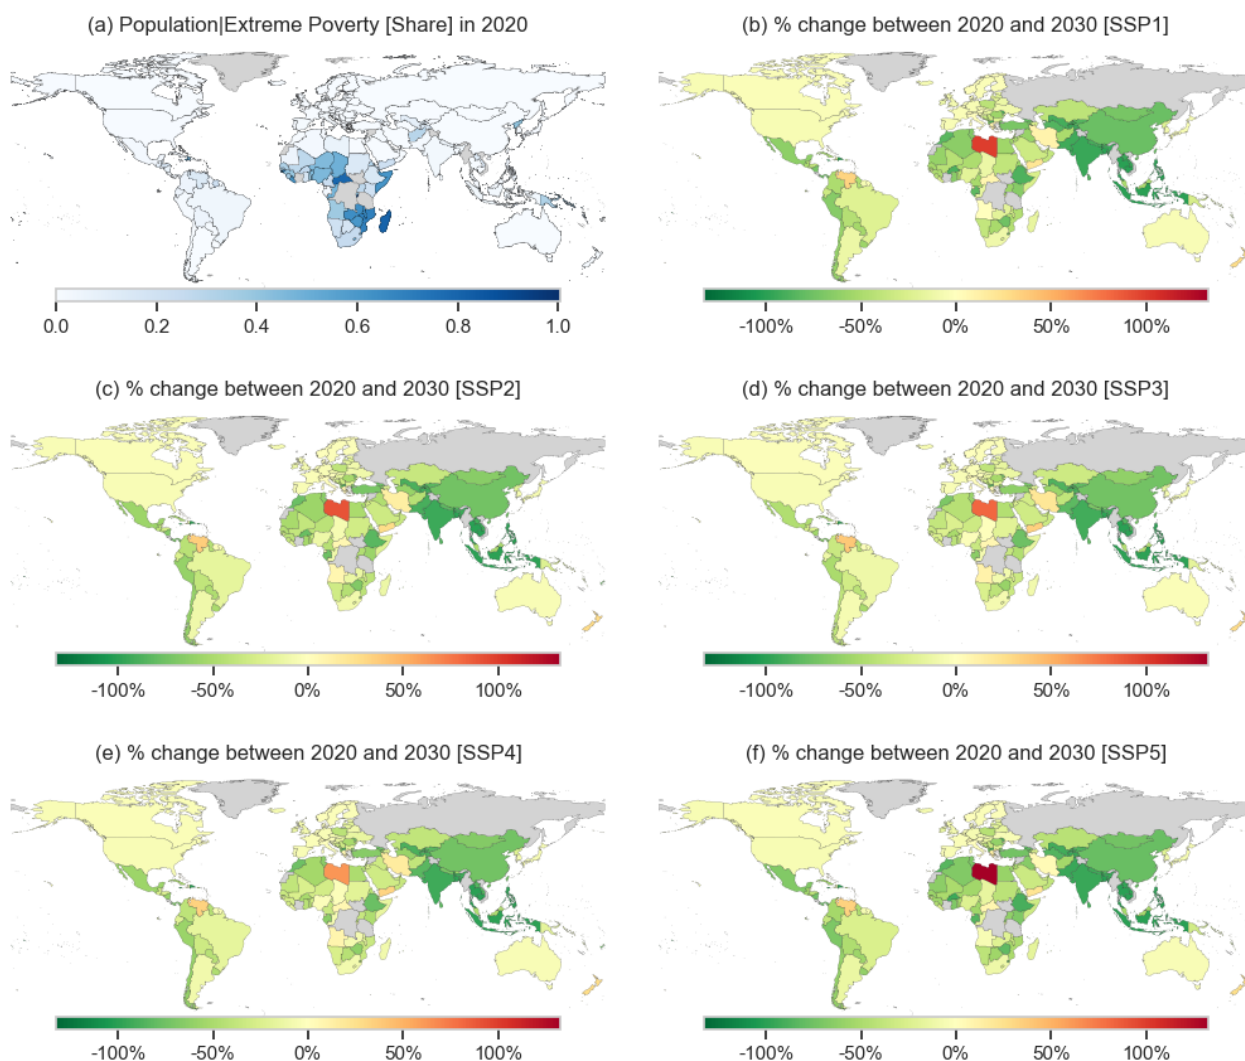 (a) Population|Extreme Poverty [Share] in 2020
(b) % change between 2020 and 2030 [SSP1]
0.0 0.2 0.4 0.6 0.8 1.0
-100% -50% 0% 50% 100%
(c) % change between 2020 and 2030 [SSP2]
(d) % change between 2020 and 2030 [SSP3]
-100% -50% 0% 50% 100%
-100% -50% 0% 50% 100%
(e) % change between 2020 and 2030 [SSP4]
(f) % change between 2020 and 2030 [SSP5]
-100% -50% 0% 50% 100%
-100% -50% 0% 50% 100%